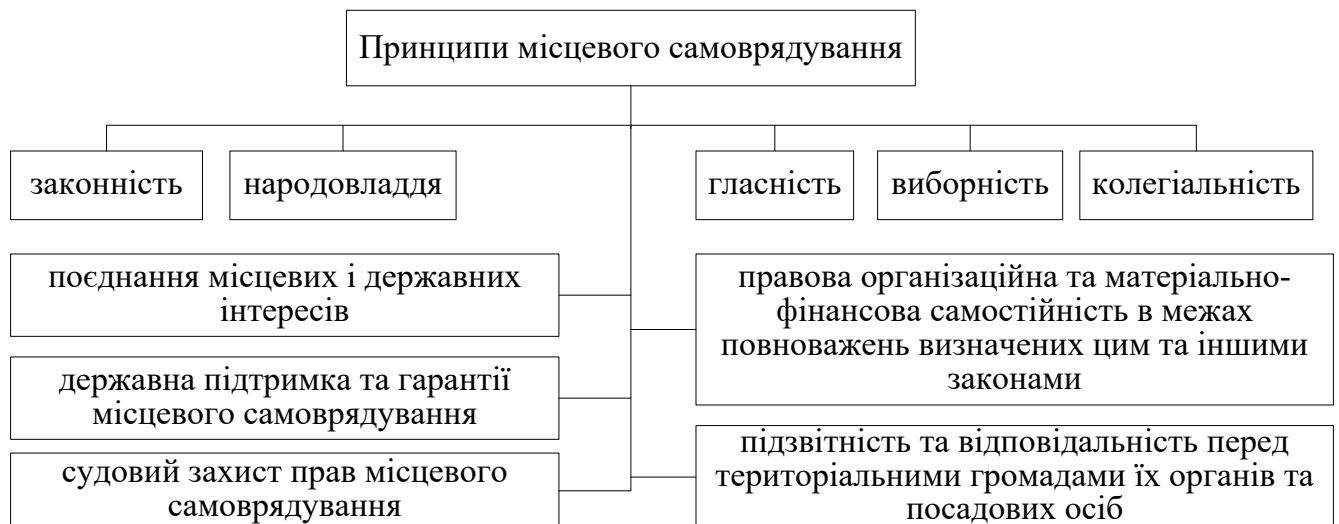 Принципи місцевого самоврядування
законність
народовладдя
гласність
виборність
колегіальність
поєднання місцевих і державних
інтересів
правова організаційна та матеріально-
фінансова самостійність в межах
повноважень визначених цим та іншими
законами
державна підтримка та гарантії
місцевого самоврядування
судовий захист прав місцевого
самоврядування
підзвітність та відповідальність перед
територіальними громадами їх органів та
посадових осіб